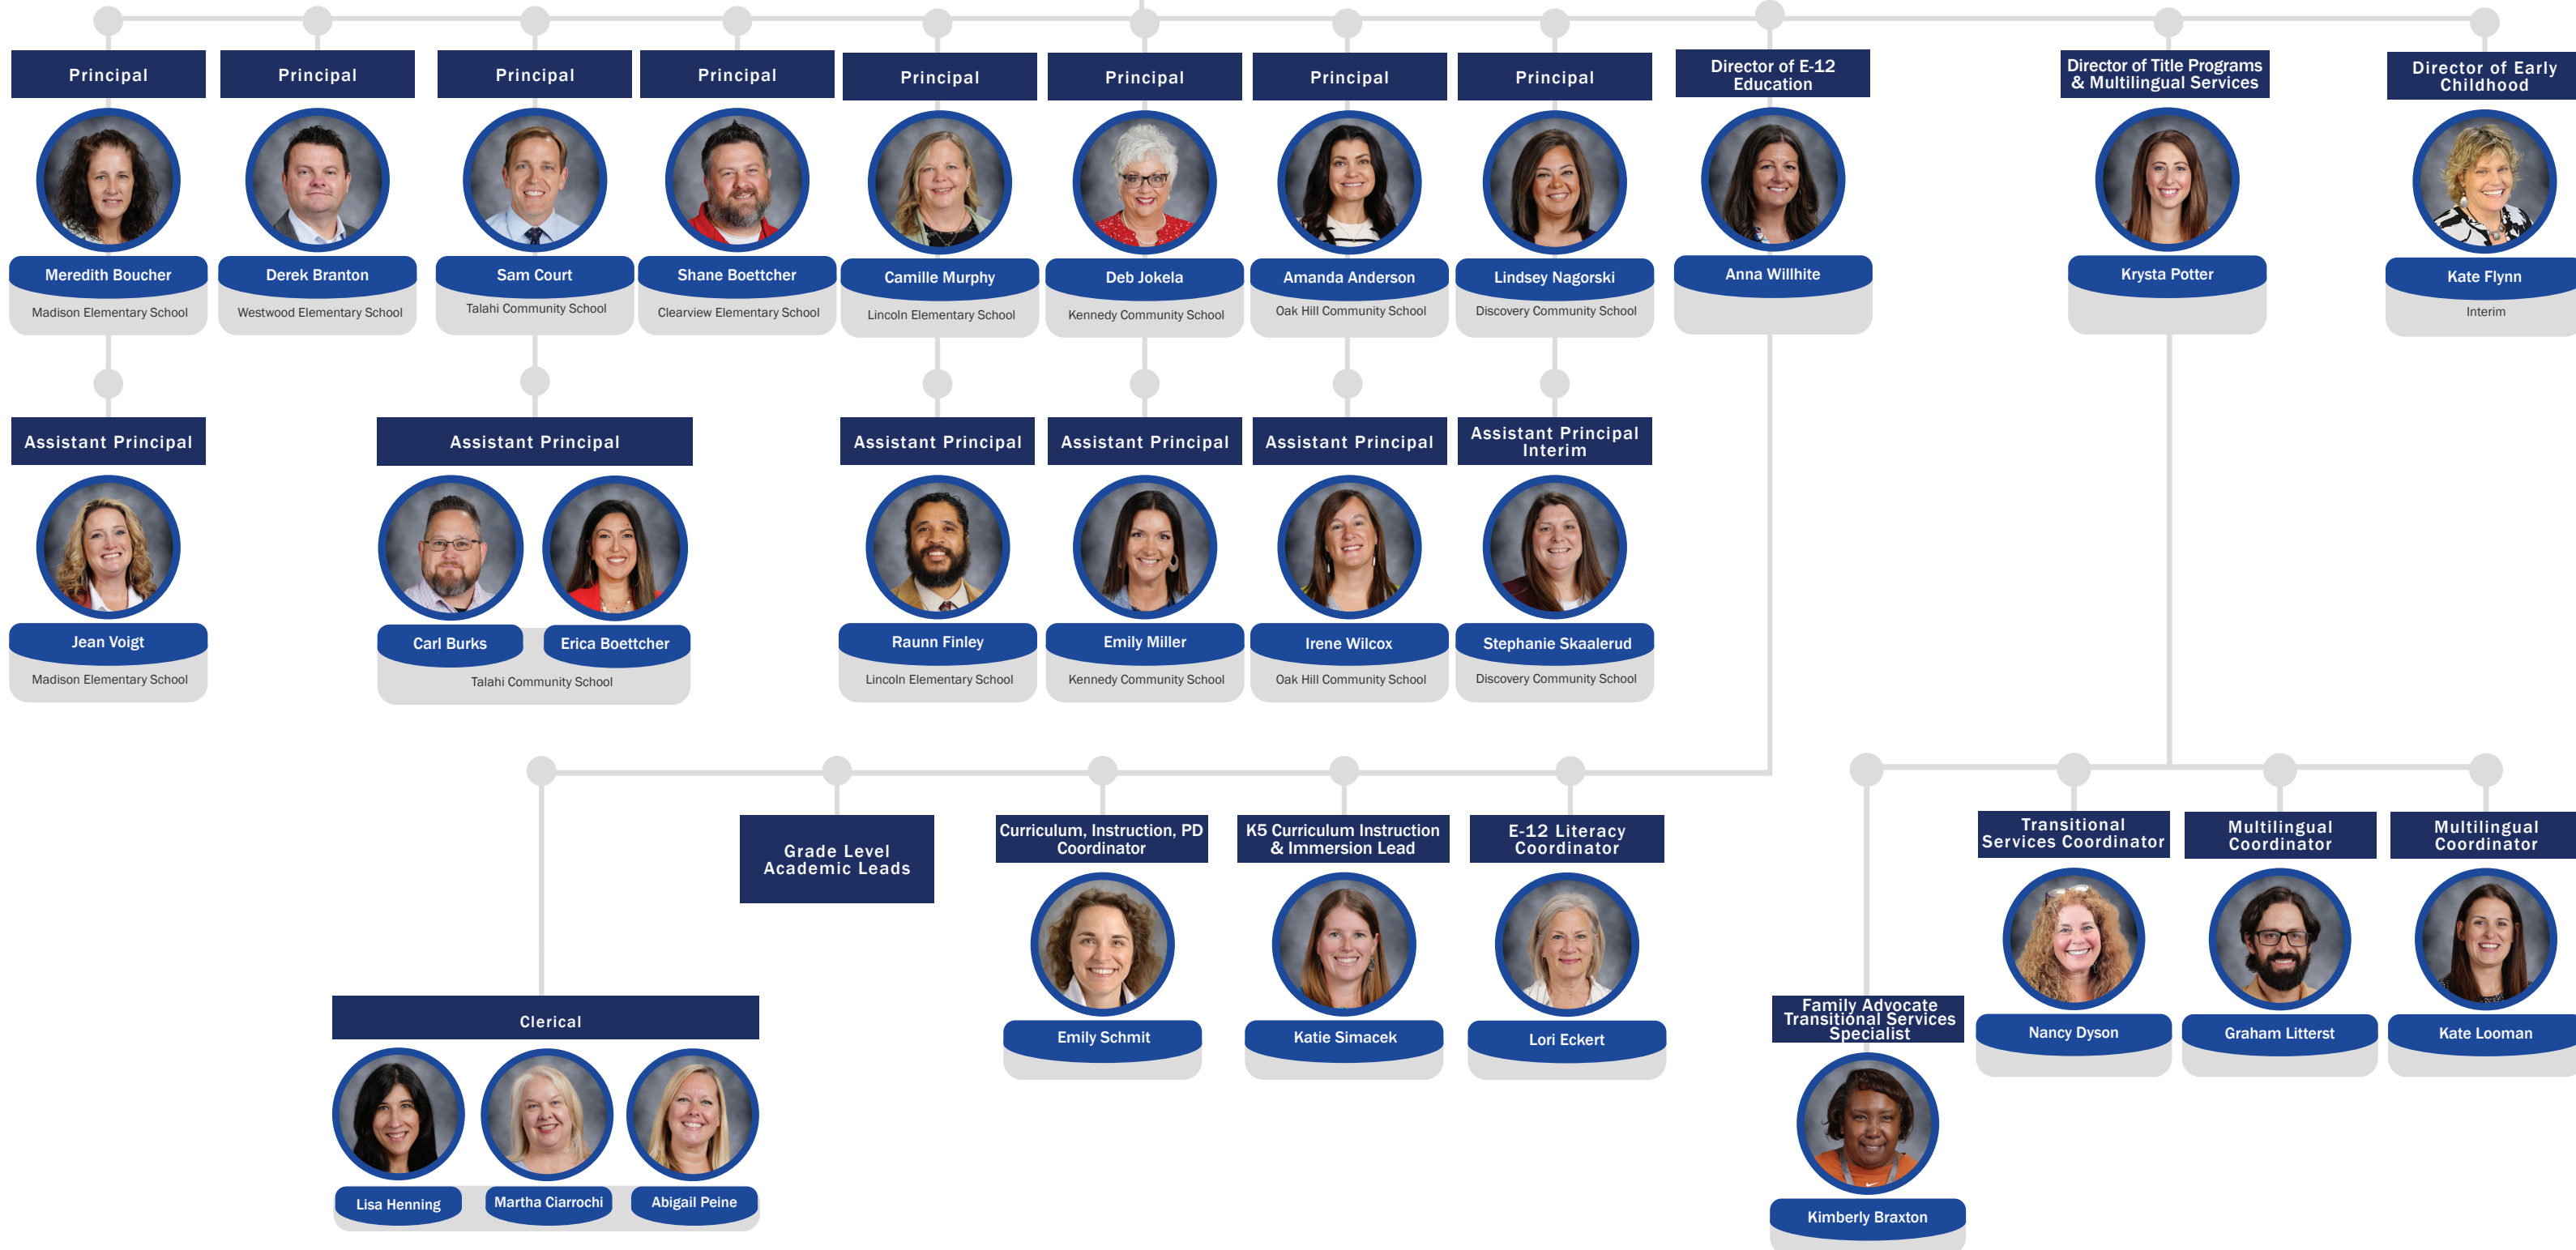 Principal
Principal
Principal
Principal
Principal
Principal
Principal
Principal
Director of E-12
Education
Director of Title Programs
& Multilingual Services
Director of Early
Childhood
Meredith Boucher
Madison Elementary School
Derek Branton
Westwood Elementary School
Sam Court
Talahi Community School
Shane Boettcher
Clearview Elementary School
Camille Murphy
Lincoln Elementary School
Deb Jokela
Kennedy Community School
Amanda Anderson
Oak Hill Community School
Lindsey Nagorski
Discovery Community School
Anna Willhite
Krysta Potter
Kate Flynn
Interim
Assistant Principal
Assistant Principal
Assistant Principal
Assistant Principal
Assistant Principal
Assistant Principal
Interim
Jean Voigt
Madison Elementary School
Carl Burks
Erica Boettcher
Talahi Community School
Raunn Finley
Lincoln Elementary School
Emily Miller
Kennedy Community School
Irene Wilcox
Oak Hill Community School
Stephanie Skaalerud
Discovery Community School
Grade Level
Academic Leads
Curriculum, Instruction, PD
Coordinator
K5 Curriculum Instruction
& Immersion Lead
E-12 Literacy
Coordinator
Transitional
Services Coordinator
Multilingual
Coordinator
Multilingual
Coordinator
Clerical
Emily Schmit
Katie Simacek
Lori Eckert
Family Advocate
Transitional Services
Specialist
Nancy Dyson
Graham Litterst
Kate Looman
Lisa Henning
Martha Ciarrochi
Abigail Peine
Kimberly Braxton